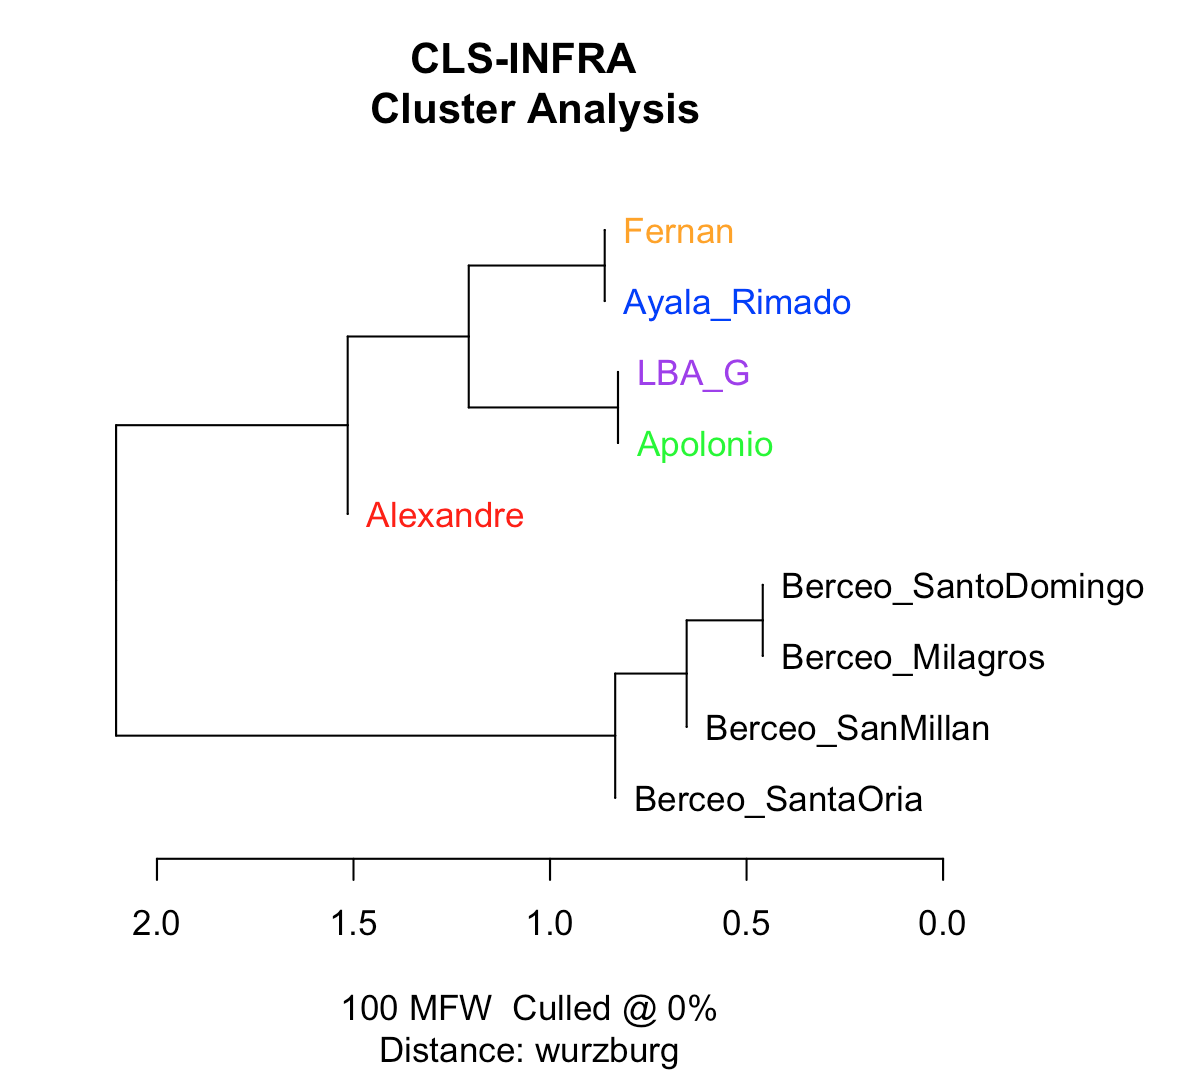 CLS-INFRA
Cluster Analysis
Fernan
Ayala_Rimado
LBA_G
Apolonio
Alexandre
Berceo_SantoDomingo
Berceo_Milagros
Berceo_SanMillan
Berceo_SantaOria
2.0 1.5 1.0 0.5 0.0
100 MFW Culled @ 0%
Distance: wurzburg